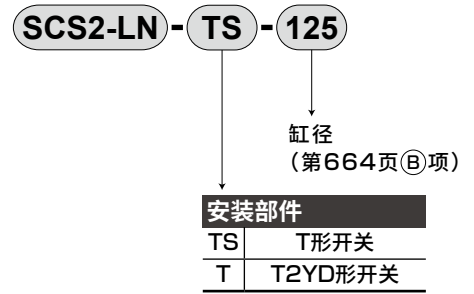 SCS2-LN-TS-125
缸径
（第664页Ⓑ项）
安装部件
TS T形开关
T T2YD形开关